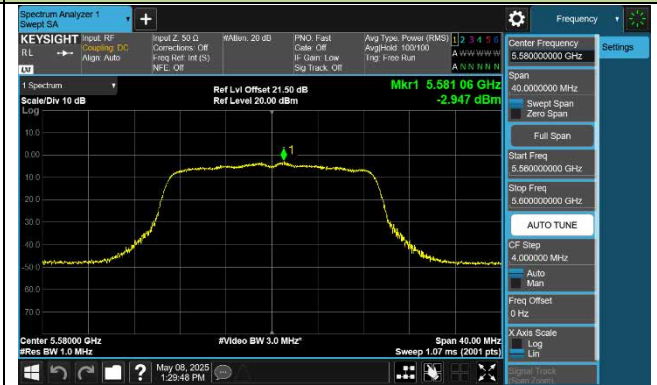 Spectrum Analyzer 1
Swept SA
+
Frequency
KEYSIGHT Input: RF Input Z: 50 Ω #Atten: 20 dB PNO: Fast Avg Type: Power (RMS) 1 2 3 4 5 6
RL Coupling: DC Corrections: Off Gate: Off Avg|Hold: 100/100 A W W W W W
Align: Auto Freq Ref: Int (S) IF Gain: Low Trig: Free Run
LXI NFE: Off Sig Track: Off A N N N N N
Center Frequency
5.580000000 GHz
Settings
1 Spectrum
Ref Lvl Offset 21.50 dB
Mkr1 5.581 06 GHz
Scale/Div 10 dB
Ref Level 20.00 dBm
-2.947 dBm
Log
Span
40.0000000 MHz
Swept Span
Zero Span
Full Span
Start Freq
5.560000000 GHz
Stop Freq
5.600000000 GHz
AUTO TUNE
CF Step
4.000000 MHz
Auto
Man
Freq Offset
0 Hz
X Axis Scale
Log
Lin
Signal Track
(Span Zoom)
10.0
0.00
1
10.0
20.0
30.0
40.0
50.0
60.0
70.0
Center 5.58000 GHz
#Video BW 3.0 MHz*
Span 40.00 MHz
#Res BW 1.0 MHz
Sweep 1.07 ms (2001 pts)
?
May 08, 2025
1:29:48 PM